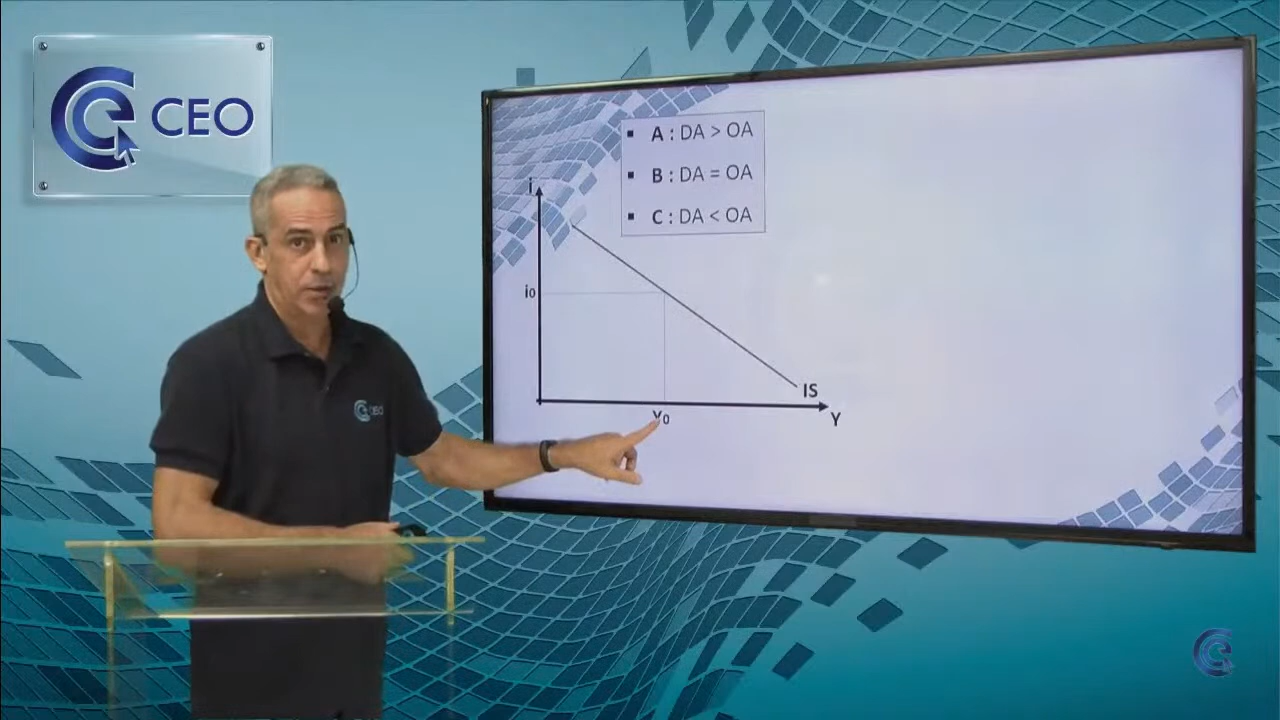 CEO
A : DA > OA
B : DA = OA
C : DA < OA
i
i0
IS
Y0
Y
CEO